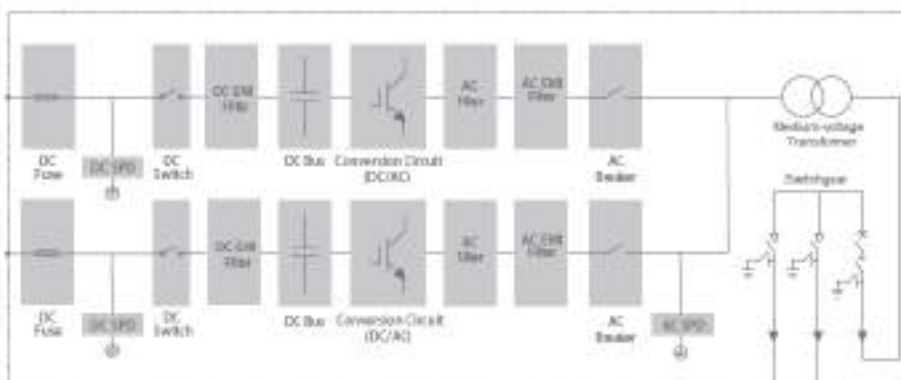 DC EMI
Filter
AC
Filter
AC EMI
Filter
DC
Fuse
DC SPD
DC
Switch
DC Bus
Conversion Circuit
(DC/AC)
AC
Breaker
Medium-voltage
Transformer
Switchgear
DC EMI
Filter
AC
Filter
AC EMI
Filter
DC
Fuse
DC SPD
DC
Switch
DC Bus
Conversion Circuit
(DC/AC)
AC
Breaker
AC SPD